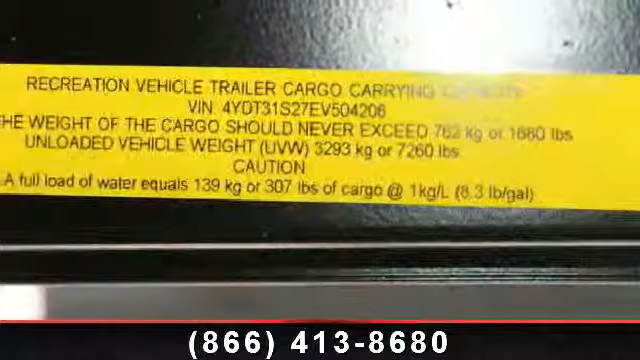 RECREATION VEHICLE TRAILER CARGO CARRYING CAPACITY
VIN 4YDT31S27EV504206
HE WEIGHT OF THE CARGO SHOULD NEVER EXCEED 762 kg or 1680 lbs
UNLOADED VEHICLE WEIGHT (UVW) 3293 kg or 7260 lbs
CAUTION
A full load of water equals 139 kg or 307 lbs of cargo @ 1kg/L (8.3 lb/gal)
(866) 413-8680